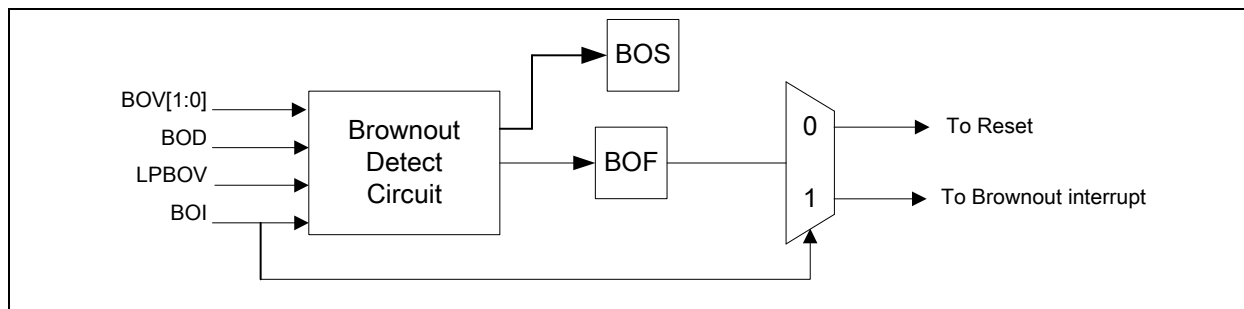 BOS
BOV[1:0]
BOD
LPBOV
BOI
Brownout
Detect
Circuit
BOF
0
1
To Reset
To Brownout interrupt